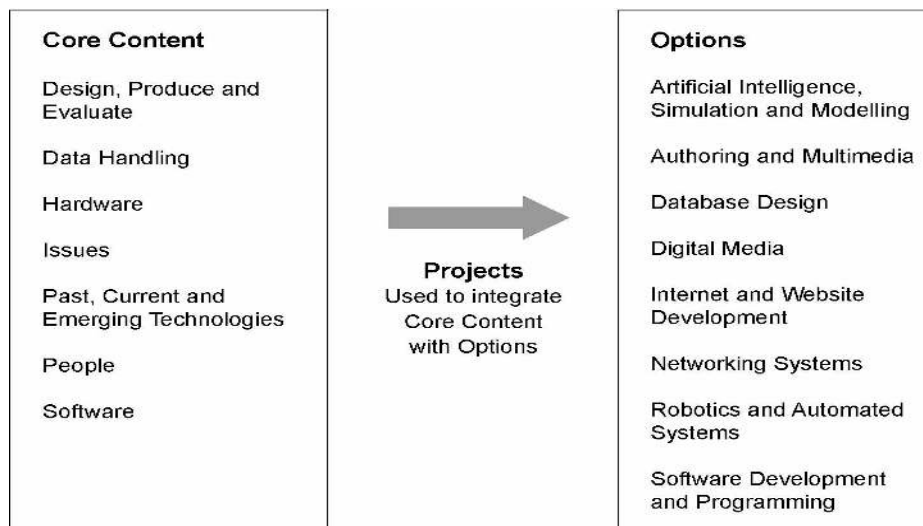 Core Content
Design, Produce and
Evaluate
Data Handling
Hardware
Issues
Past, Current and
Emerging Technologies
People
Software
Projects
Used to integrate
Core Content
with Options
Options
Artificial Intelligence,
Simulation and Modelling
Authoring and Multimedia
Database Design
Digital Media
Internet and Website
Development
Networking Systems
Robotics and Automated
Systems
Software Development
and Programming